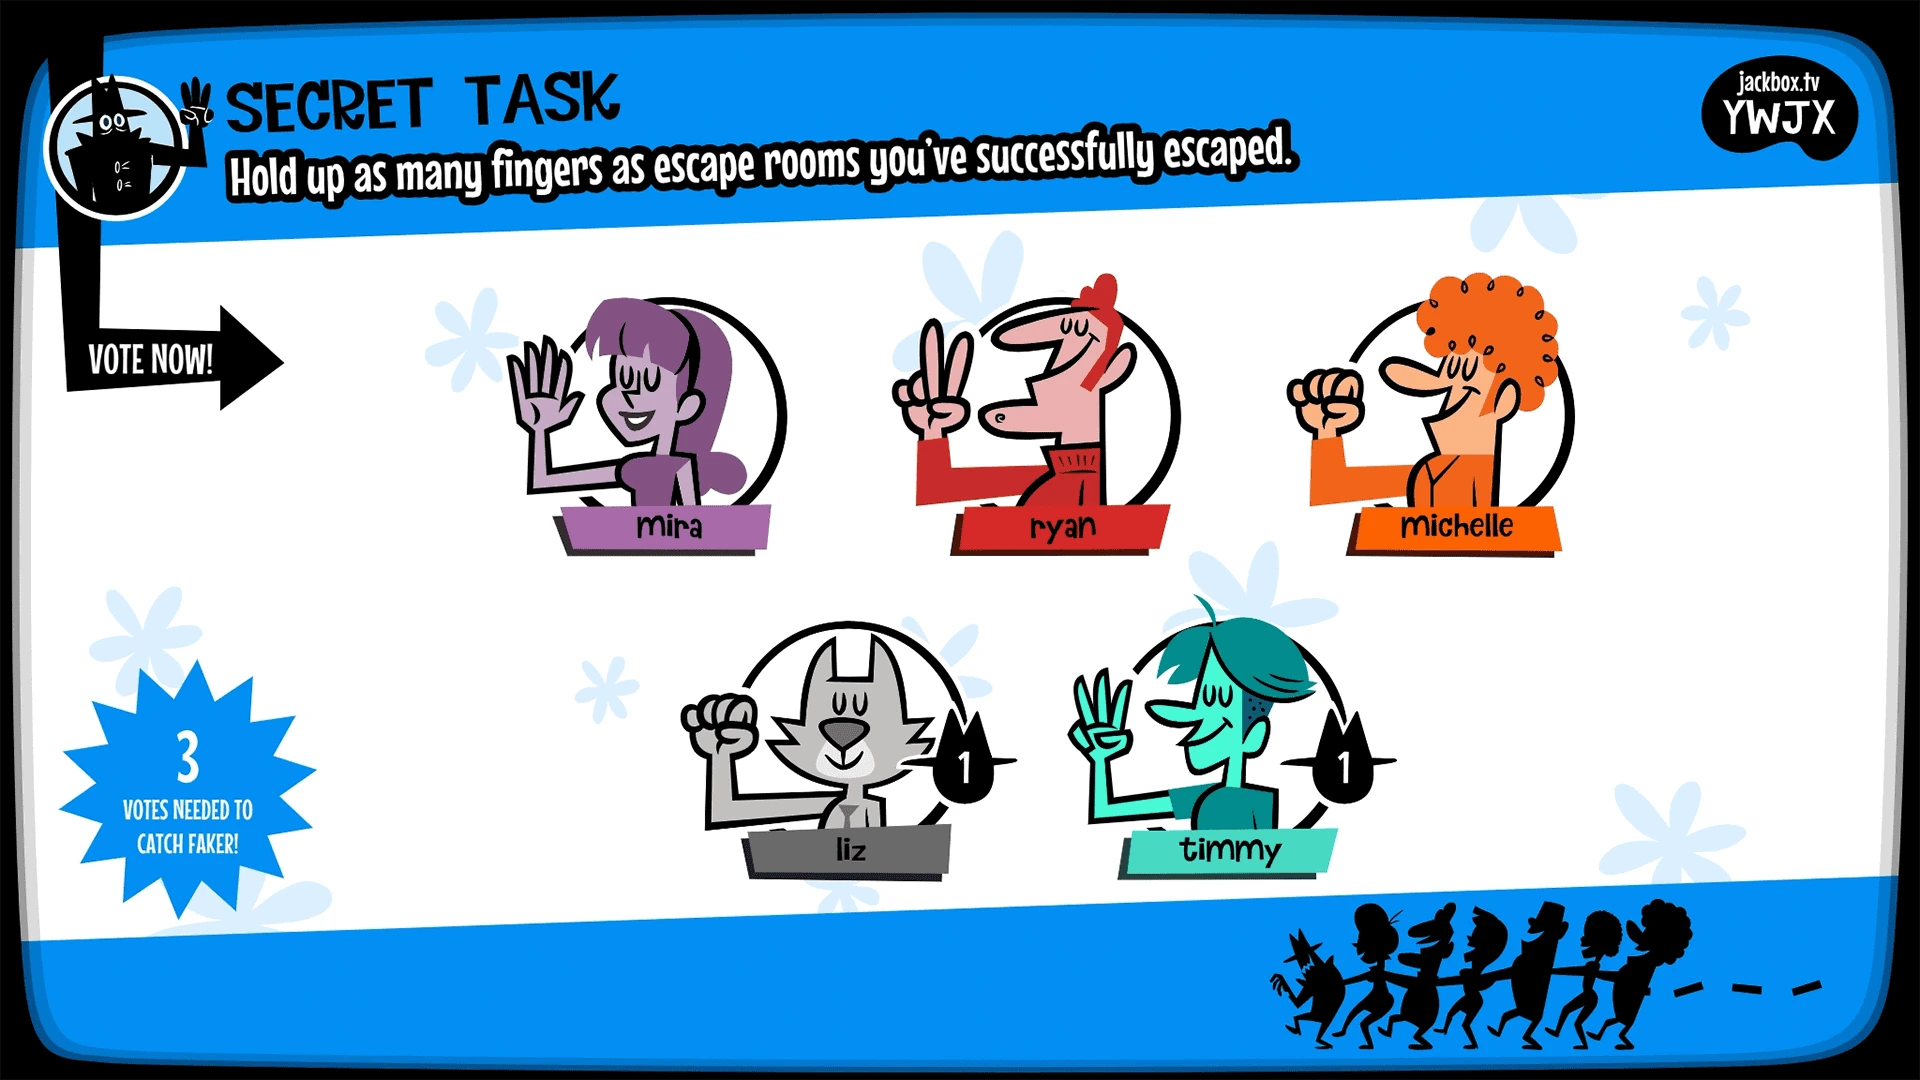 SECRET TASK
Hold up as many fingers as escape rooms you've successfully escaped.
jackbox.tv
YWJX
VOTE NOW!
mira
ryan
michelle
1
1
liz
timmy
3
VOTES NEEDED TO
CATCH FAKER!